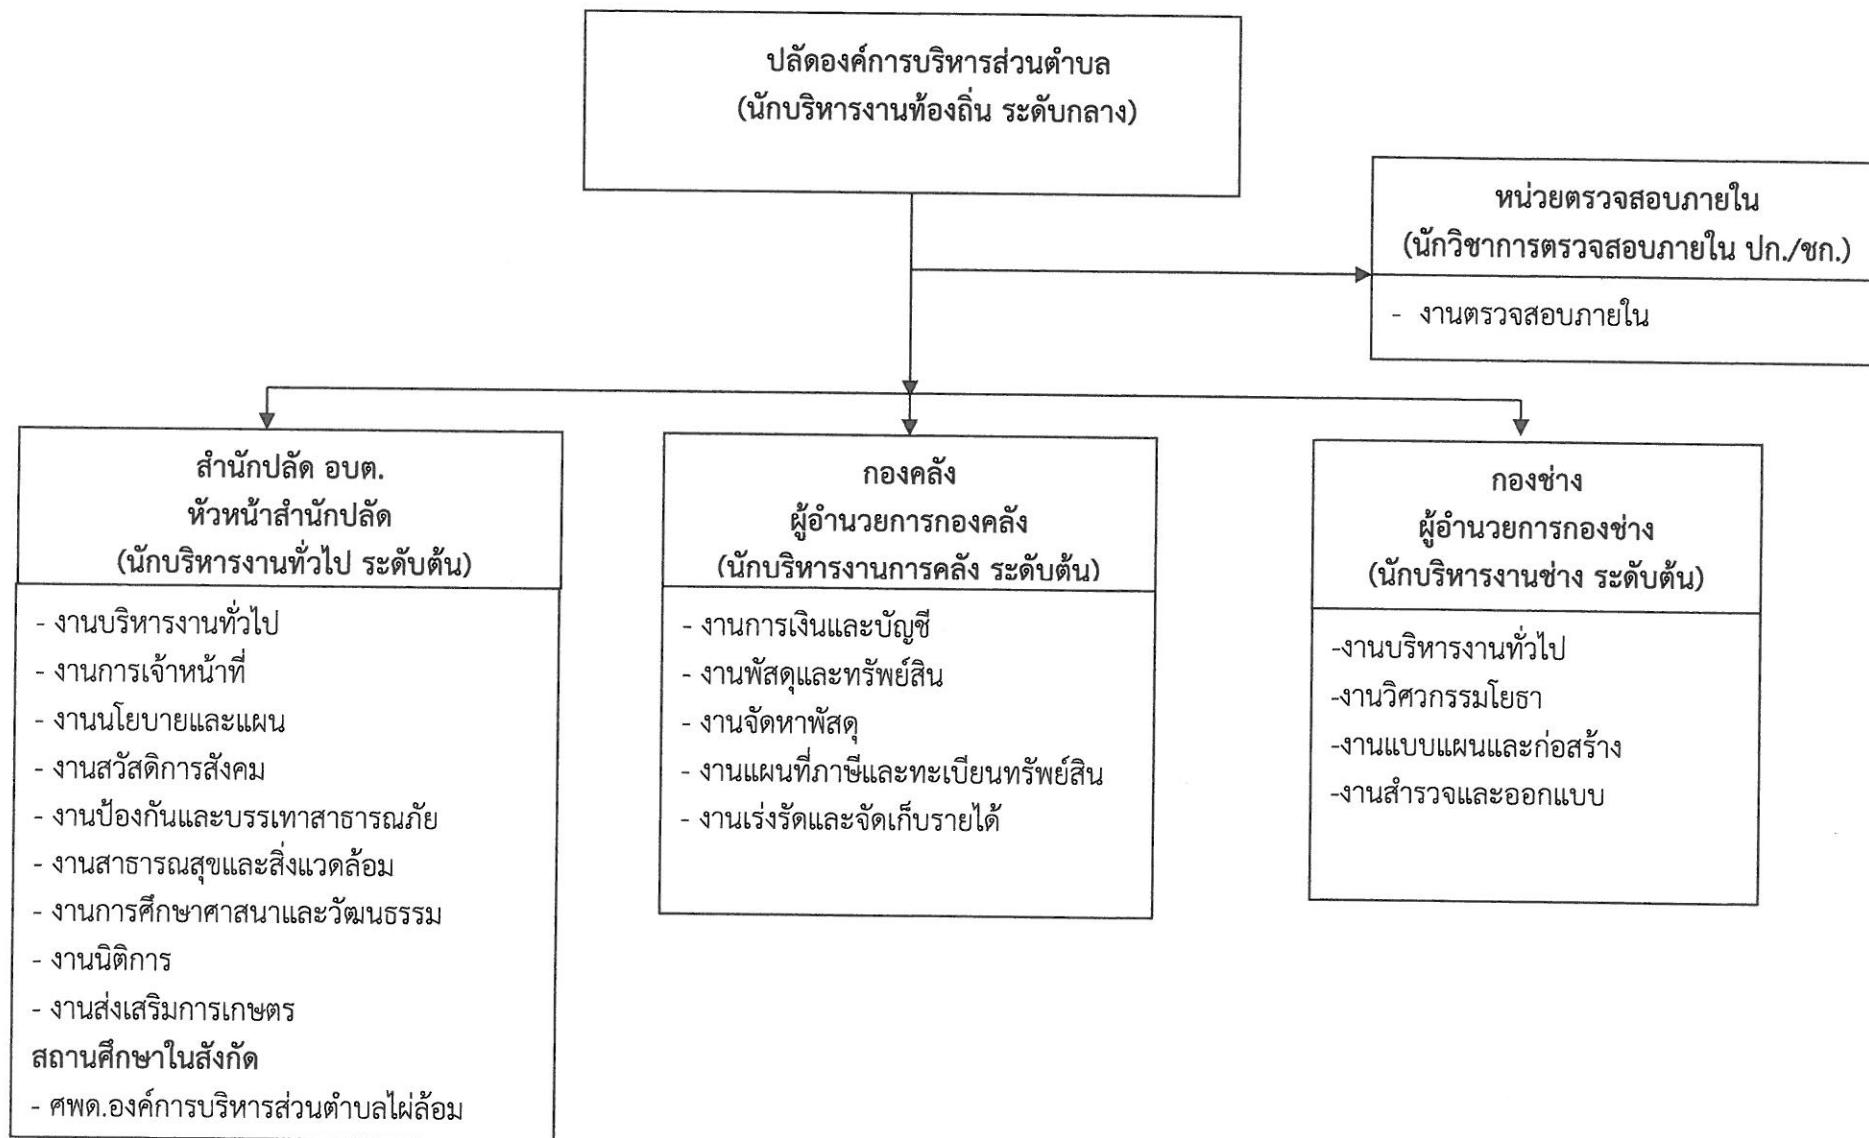 ปลัดองค์การบริหารส่วนตำบล
(นักบริหารงานท้องถิ่น ระดับกลาง)
หน่วยตรวจสอบภายใน
(นักวิชาการตรวจสอบภายใน ปก./ชก.)
- งานตรวจสอบภายใน
สำนักปลัด อบต.
หัวหน้าสำนักปลัด
(นักบริหารงานทั่วไป ระดับต้น)
- งานบริหารงานทั่วไป
- งานการเจ้าหน้าที่
- งานนโยบายและแผน
- งานสวัสดิการสังคม
- งานป้องกันและบรรเทาสาธารณภัย
- งานสาธารณสุขและสิ่งแวดล้อม
- งานการศึกษาศาสนาและวัฒนธรรม
- งานนิติการ
- งานส่งเสริมการเกษตร
สถานศึกษาในสังกัด
- ศพด.องค์การบริหารส่วนตำบลไผ่ล้อม
กองคลัง
ผู้อำนวยการกองคลัง
(นักบริหารงานการคลัง ระดับต้น)
- งานการเงินและบัญชี
- งานพัสดุและทรัพย์สิน
- งานจัดหาพัสดุ
- งานแผนที่ภาษีและทะเบียนทรัพย์สิน
- งานเร่งรัดและจัดเก็บรายได้
กองช่าง
ผู้อำนวยการกองช่าง
(นักบริหารงานช่าง ระดับต้น)
-งานบริหารงานทั่วไป
-งานวิศวกรรมโยธา
-งานแบบแผนและก่อสร้าง
-งานสำรวจและออกแบบ